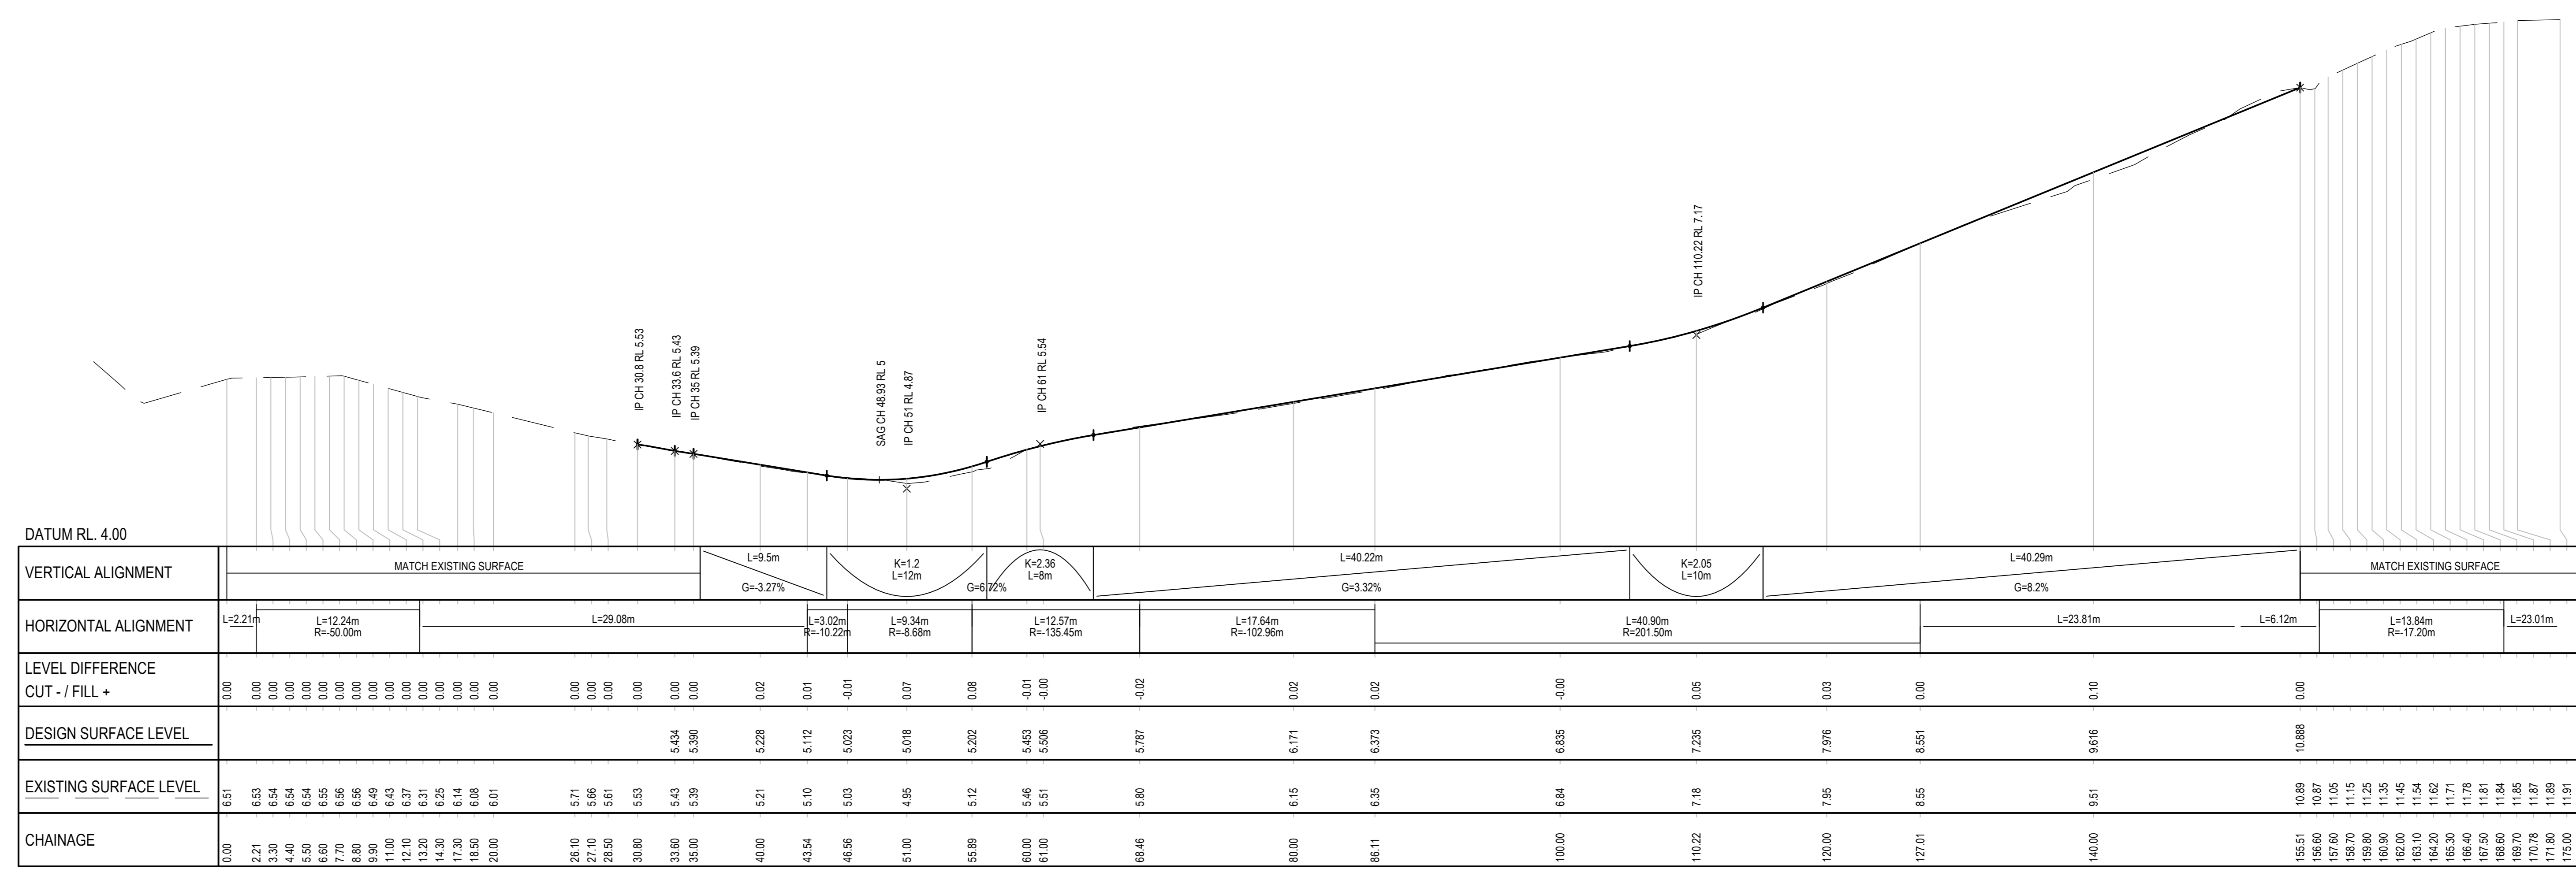 IP CH 30.8 RL 5.53
IP CH 33.6 RL 5.43
IP CH 35 RL 5.39
SAG CH 48.93 RL 5
IP CH 51 RL 4.87
IP CH 61 RL 5.54
IP CH 110.22 RL 7.17
DATUM RL. 4.00
VERTICAL ALIGNMENT
MATCH EXISTING SURFACE
L=9.5m
G=-3.27%
K=1.2
L=12m
G=6.72%
K=2.36
L=8m
L=40.22m
G=3.32%
K=2.05
L=10m
L=40.29m
G=8.2%
MATCH EXISTING SURFACE
HORIZONTAL ALIGNMENT
L=2.21m
L=12.24m
R=-50.00m
L=29.08m
L=3.02m
R=-10.22m
L=9.34m
R=-8.68m
L=12.57m
R=-135.45m
L=17.64m
R=-102.96m
L=40.90m
R=201.50m
L=23.81m
L=6.12m
L=13.84m
R=-17.20m
L=23.01m
LEVEL DIFFERENCE
CUT - / FILL +
0.00 0.00 0.00 0.00 0.00 0.00 0.00 0.00 0.00 0.00 0.00 0.00 0.00 0.00 0.00 0.00 0.00 0.00 0.00 0.00 0.00 0.00 0.02 0.01 -0.01 0.07 0.08 -0.01 -0.00 -0.02 0.02 0.02 -0.00 0.05 0.03 0.00 0.10 0.00
DESIGN SURFACE LEVEL
5.434 5.390 5.228 5.112 5.023 5.018 5.202 5.453 5.506 5.787 6.171 6.373 6.835 7.235 7.976 8.551 9.616 10.888
EXISTING SURFACE LEVEL
6.51 6.53 6.54 6.54 6.54 6.55 6.56 6.56 6.49 6.43 6.37 6.31 6.25 6.14 6.08 6.01 5.71 5.66 5.61 5.53 5.43 5.39 5.21 5.10 5.03 4.95 5.12 5.46 5.51 5.80 6.15 6.35 6.84 7.18 7.95 8.55 9.51 10.89 10.87 11.05 11.15 11.25 11.35 11.45 11.54 11.62 11.71 11.78 11.81 11.84 11.85 11.87 11.89 11.91
CHAINAGE
0.00 2.21 3.30 4.40 5.50 6.60 7.70 8.80 9.90 11.00 12.10 13.20 14.30 17.30 18.50 20.00 26.10 27.10 28.50 30.80 33.60 35.00 40.00 43.54 46.56 51.00 55.89 60.00 61.00 68.46 80.00 86.11 100.00 110.22 120.00 127.01 140.00 155.51 156.60 157.60 158.70 159.80 160.90 162.00 163.10 164.20 165.30 166.40 167.50 168.60 169.70 170.78 171.80 175.00